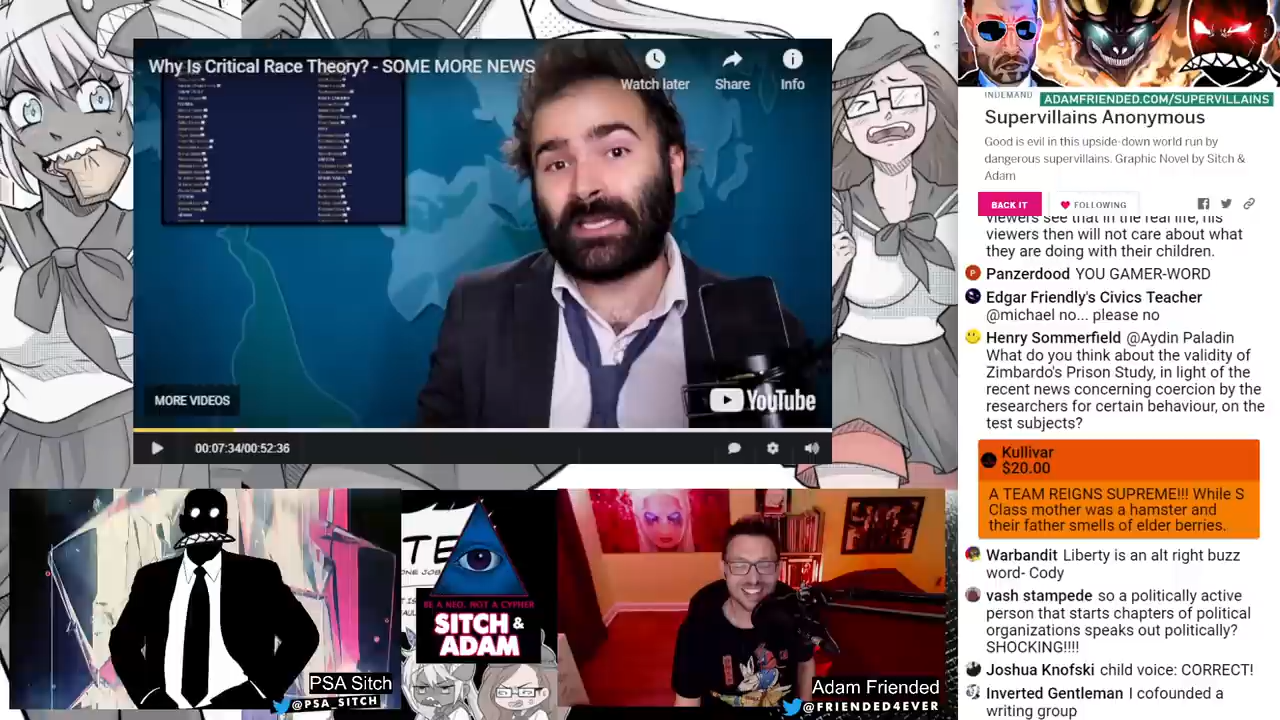 Why Is Critical Race Theory? - SOME MORE NEWS
Watch later
Share
Info
MORE VIDEOS
YouTube
00:07:34/00:52:36
INDEMAND
ADAMFRIENDED.COM/SUPERVILLAINS
Supervillains Anonymous
Good is evil in this upside-down world run by
dangerous supervillains. Graphic Novel by Sitch &
Adam
BACK IT
FOLLOWING
viewers see that in the real life, his
viewers then will not care about what
they are doing with their children.
Panzerdood YOU GAMER-WORD
Edgar Friendly's Civics Teacher
@michael no... please no
Henry Sommerfield @Aydin Paladin
What do you think about the validity of
Zimbardo's Prison Study, in light of the
recent news concerning coercion by the
researchers for certain behaviour, on the
test subjects?
Kullivar
$20.00
A TEAM REIGNS SUPREME!!! While S
Class mother was a hamster and
their father smells of elder berries.
Warbandit Liberty is an alt right buzz
word- Cody
vash stampede so a politically active
person that starts chapters of political
organizations speaks out politically?
SHOCKING!!!!
Joshua Knofski child voice: CORRECT!
Inverted Gentleman I cofounded a
writing group
BE A NEO, NOT A CYPHER
SITCH &
ADAM
PSA Sitch
@PSA_SITCH
Adam Friended
@FRIENDED4EVER